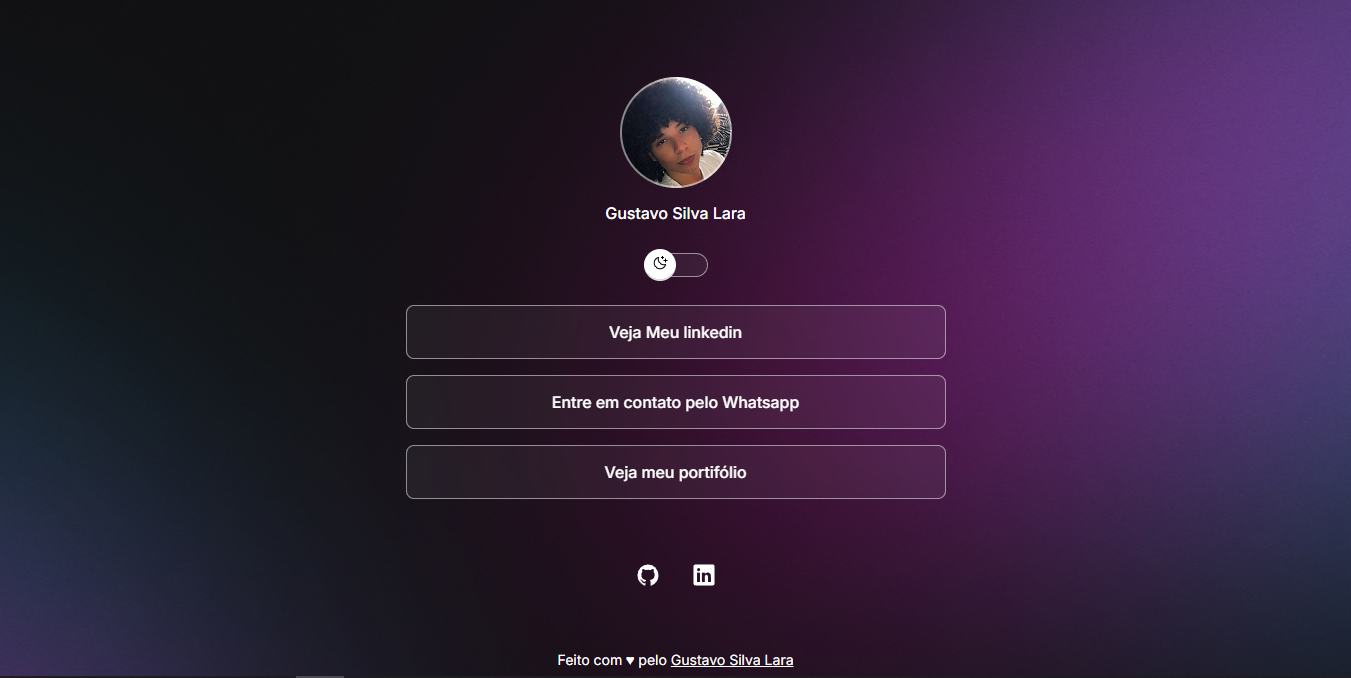 Gustavo Silva Lara
Veja Meu linkedin
Entre em contato pelo Whatsapp
Veja meu portifólio
in
Feito com ♥ pelo Gustavo Silva Lara